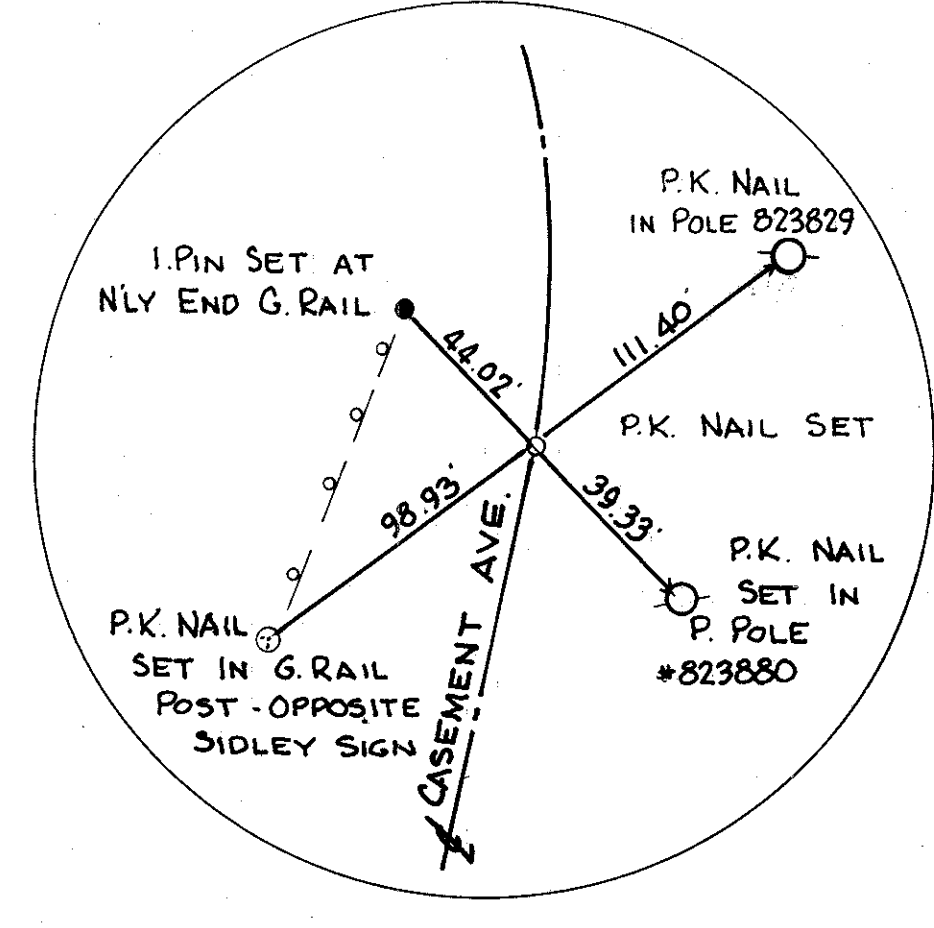 P.K. NAIL
IN POLE 823829
I.PIN SET AT
N'LY END G. RAIL
44.02'
111.40'
P.K. NAIL SET
98.93'
39.33'
P.K. NAIL
SET IN
P. POLE
#823880
P.K. NAIL
SET IN G. RAIL
POST - OPPOSITE
SIDLEY SIGN
℄ CASEMENT AVE.